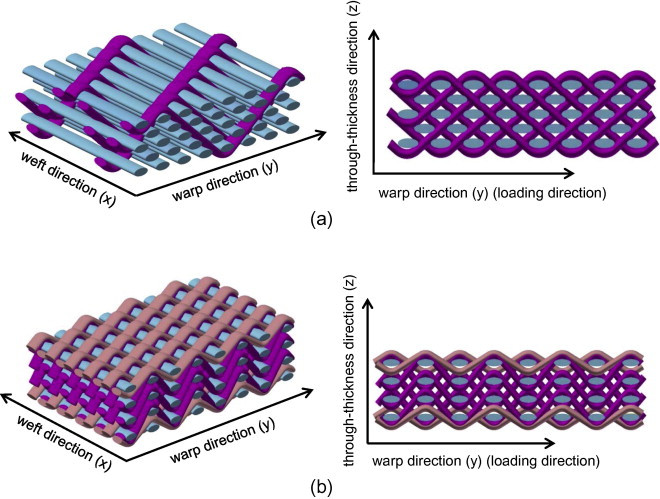 through-thickness direction (z)
weft direction (x)
warp direction (y)
warp direction (y) (loading direction)
(a)
through-thickness direction (z)
weft direction (x)
warp direction (y)
warp direction (y) (loading direction)
(b)